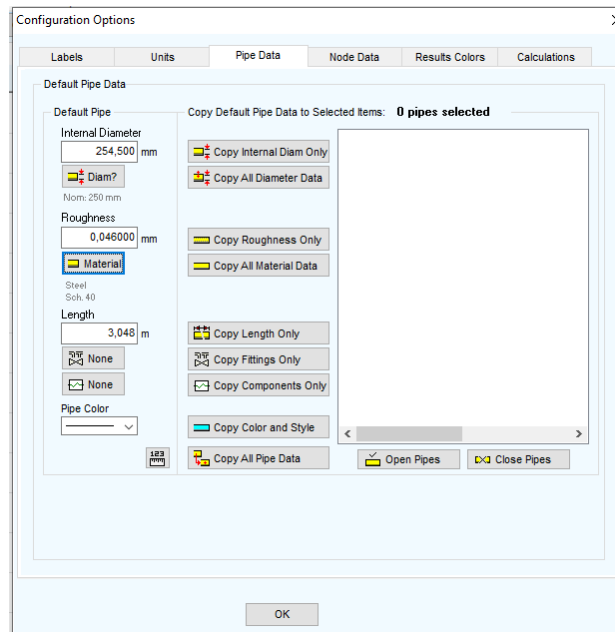 Configuration Options
Labels Units Pipe Data Node Data Results Colors Calculations
Default Pipe Data
Default Pipe
Internal Diameter
254,500 mm
Diam?
Nom: 250 mm
Roughness
0,046000 mm
Material
Steel
Sch. 40
Length
3,048 m
None
None
Pipe Color
123
Copy Default Pipe Data to Selected Items: 0 pipes selected
Copy Internal Diam Only
Copy All Diameter Data
Copy Roughness Only
Copy All Material Data
Copy Length Only
Copy Fittings Only
Copy Components Only
Copy Color and Style
Copy All Pipe Data
Open Pipes Close Pipes
OK